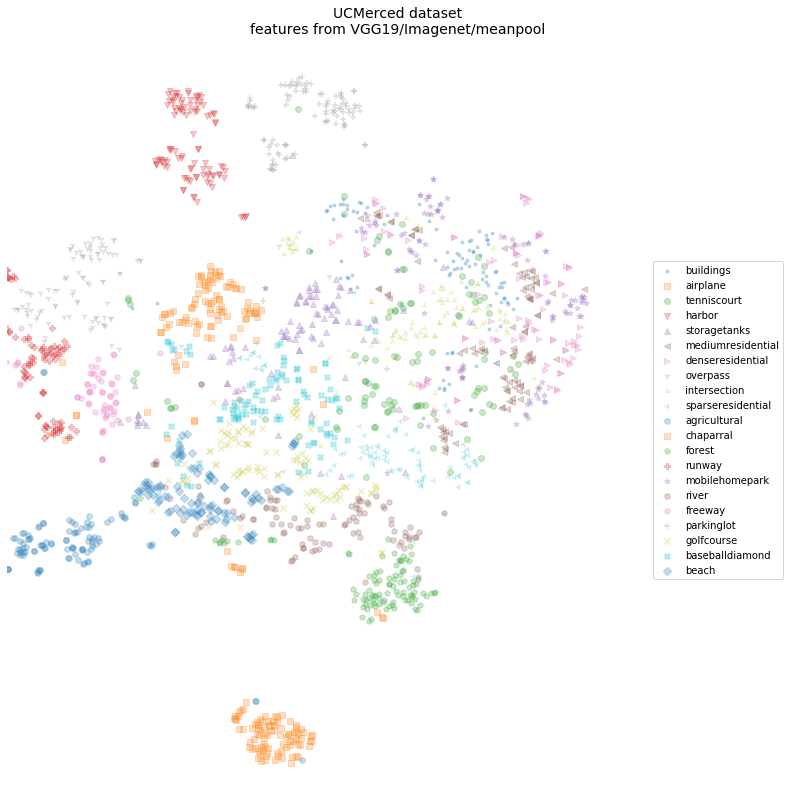 UCMerced dataset
features from VGG19/Imagenet/meanpool
buildings
airplane
tenniscourt
harbor
storagetanks
mediumresidential
denseresidential
overpass
intersection
sparseresidential
agricultural
chaparral
forest
runway
mobilehomepark
river
freeway
parkinglot
golfcourse
baseballdiamond
beach